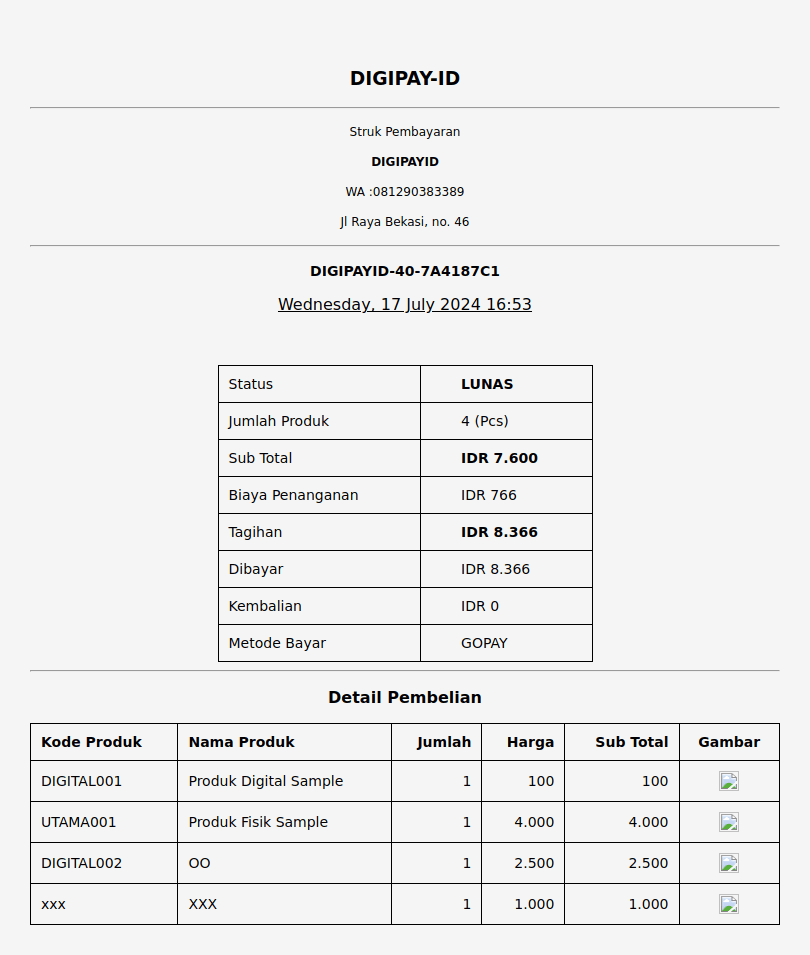 DIGIPAY-ID
Struk Pembayaran
DIGIPAYID
WA :081290383389
Jl Raya Bekasi, no. 46
DIGIPAYID-40-7A4187C1
Wednesday, 17 July 2024 16:53
Status LUNAS
Jumlah Produk 4 (Pcs)
Sub Total IDR 7.600
Biaya Penanganan IDR 766
Tagihan IDR 8.366
Dibayar IDR 8.366
Kembalian IDR 0
Metode Bayar GOPAY
Detail Pembelian
Kode Produk Nama Produk Jumlah Harga Sub Total Gambar
DIGITAL001 Produk Digital Sample 1 100 100
UTAMA001 Produk Fisik Sample 1 4.000 4.000
DIGITAL002 OO 1 2.500 2.500
xxx XXX 1 1.000 1.000